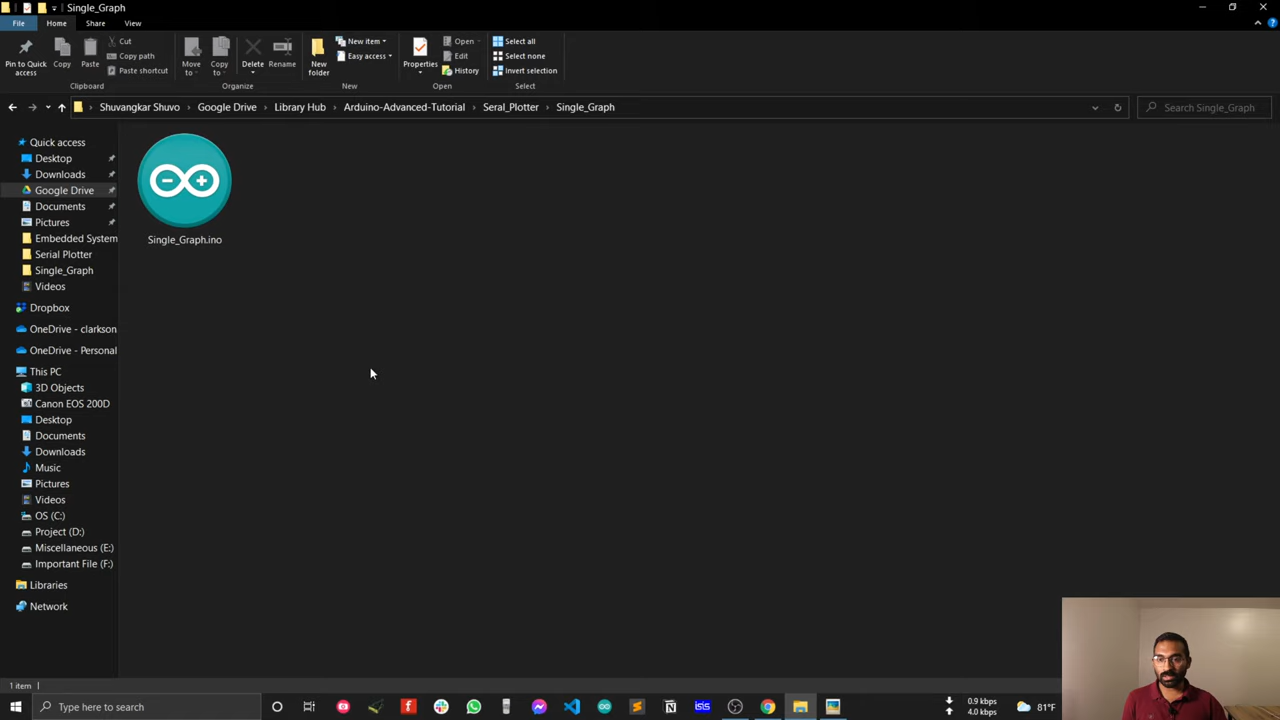 Single_Graph
File Home Share View
Pin to Quick access
Copy
Paste
Cut
Copy path
Paste shortcut
Clipboard
Move to
Copy to
Delete
Rename
Organize
New folder
New item
Easy access
New
Properties
Open
Edit
History
Open
Select all
Select none
Invert selection
Select
Shuvangkar Shuvo Google Drive Library Hub Arduino-Advanced-Tutorial Seral_Plotter Single_Graph
Search Single_Graph
Quick access
Desktop
Downloads
Google Drive
Documents
Pictures
Embedded System
Serial Plotter
Single_Graph
Videos
Dropbox
OneDrive - clarkson
OneDrive - Personal
This PC
3D Objects
Canon EOS 200D
Desktop
Documents
Downloads
Music
Pictures
Videos
OS (C:)
Project (D:)
Miscellaneous (E:)
Important File (F:)
Libraries
Network
Single_Graph.ino
1 item
Type here to search
0.9 kbps
4.0 kbps
81°F